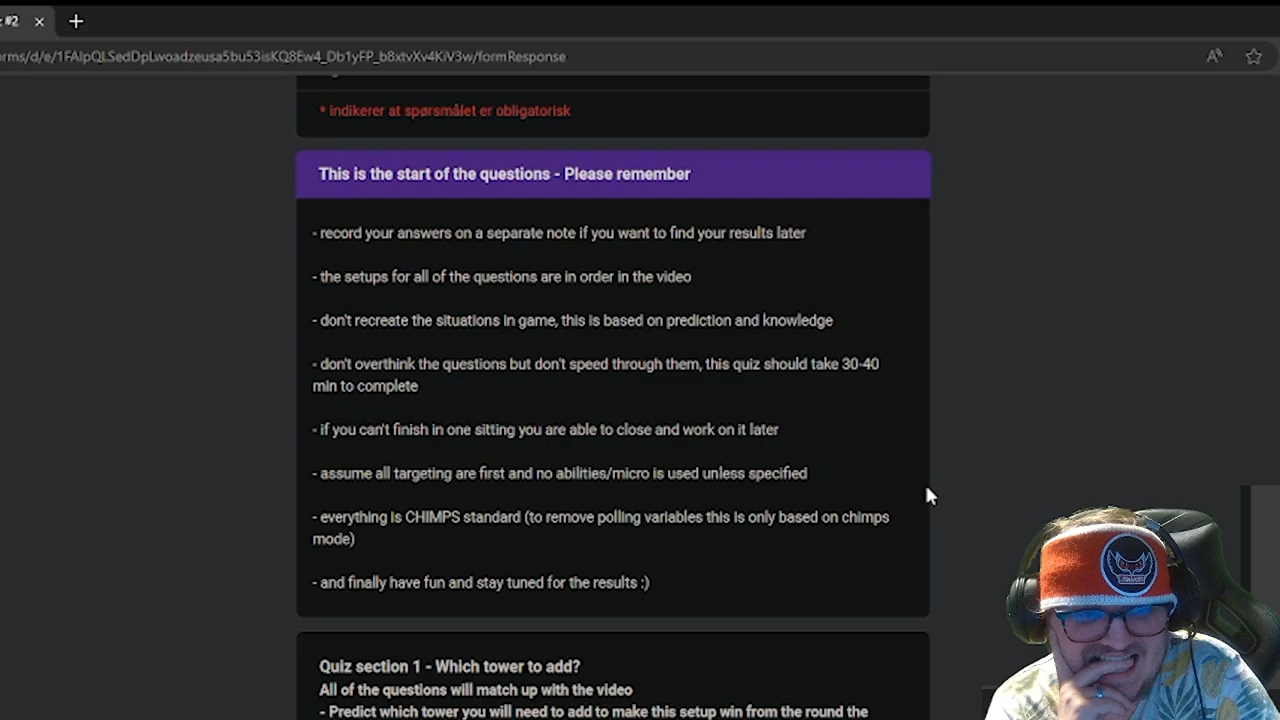 #2
orms/d/e/1FAIpQLSedDpLwoadzeusa5bu53isKQ8Ew4_Db1yFP_b8xtvXv4KiV3w/formResponse
* indikerer at spørsmålet er obligatorisk
This is the start of the questions - Please remember
- record your answers on a separate note if you want to find your results later
- the setups for all of the questions are in order in the video
- don't recreate the situations in game, this is based on prediction and knowledge
- don't overthink the questions but don't speed through them, this quiz should take 30-40
min to complete
- if you can't finish in one sitting you are able to close and work on it later
- assume all targeting are first and no abilities/micro is used unless specified
- everything is CHIMPS standard (to remove polling variables this is only based on chimps
mode)
- and finally have fun and stay tuned for the results :)
Quiz section 1 - Which tower to add?
All of the questions will match up with the video
- Predict which tower you will need to add to make this setup win from the round the